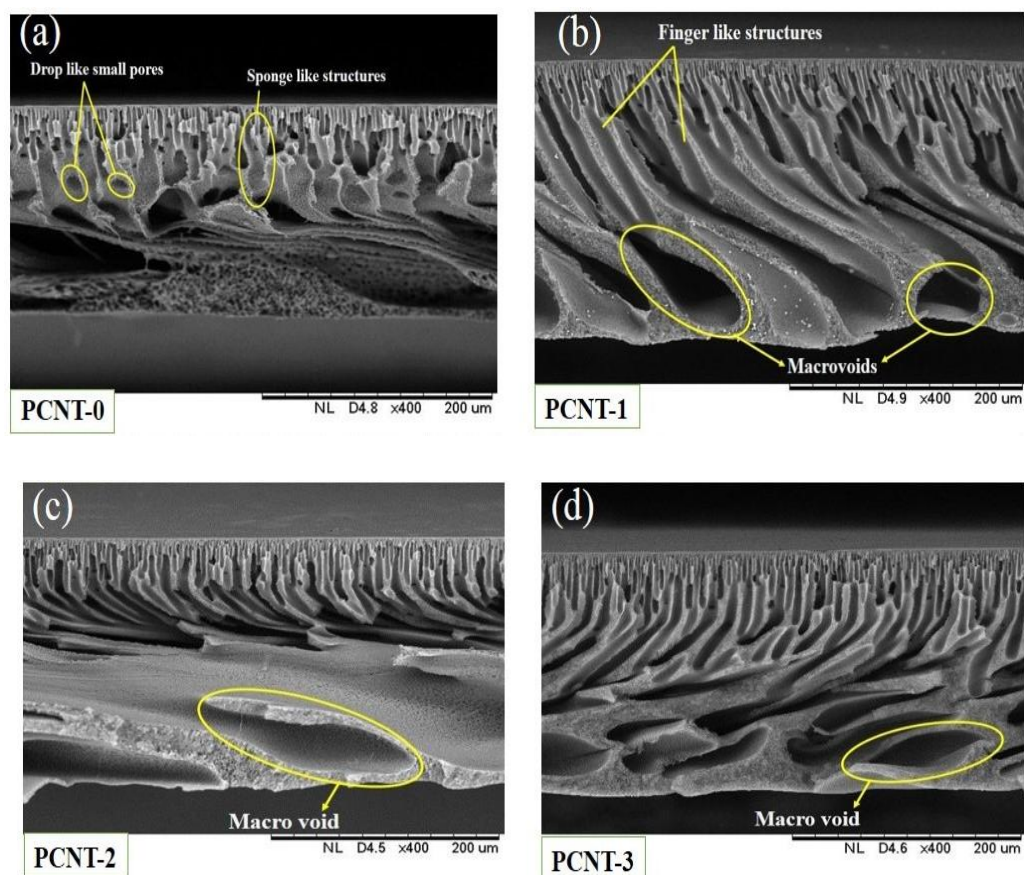 (a)
Drop like small pores
Sponge like structures
NL D4.8 x400 200 um
PCNT-0
(b)
Finger like structures
Macrovoids
NL D4.9 x400 200 um
PCNT-1
(c)
Macro void
NL D4.5 x400 200 um
PCNT-2
(d)
Macro void
NL D4.6 x400 200 um
PCNT-3